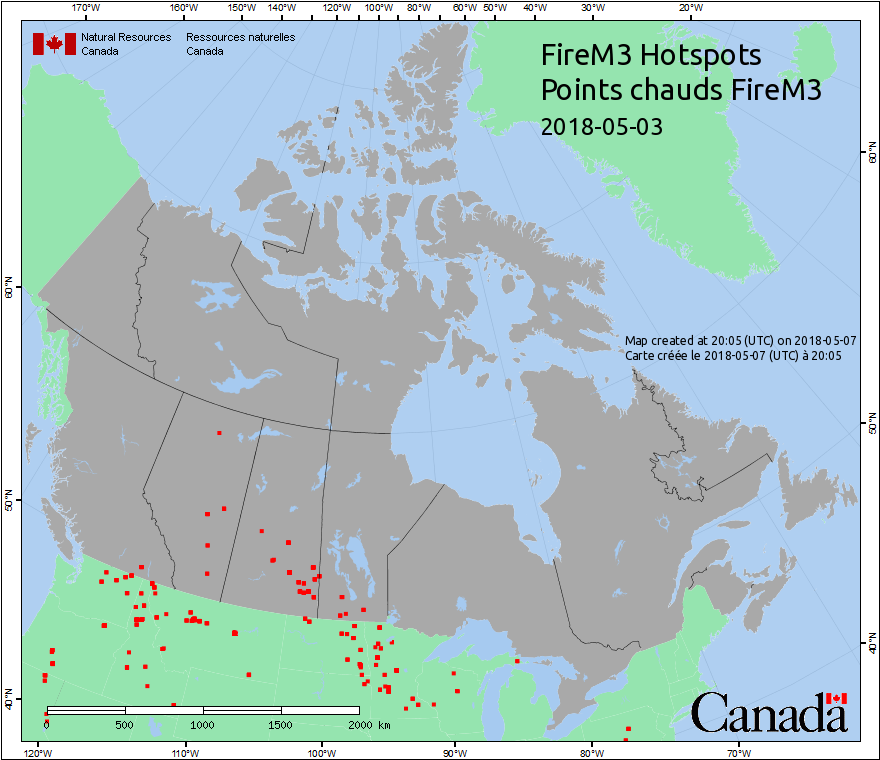 170°W 160°W 150°W 140°W 130°W 120°W 110°W 100°W 90°W 80°W 60°W 50°W 40°W 30°W 20°W
Natural Resources Ressources naturelles
Canada Canada
FireM3 Hotspots
Points chauds FireM3
2018-05-03
60°N
60°N
Map created at 20:05 (UTC) on 2018-05-07
Carte créée le 2018-05-07 (UTC) à 20:05
50°N
50°N
40°N
40°N
Canada
0 500 1000 1500 2000 km
120°W 110°W 100°W 90°W 80°W 70°W